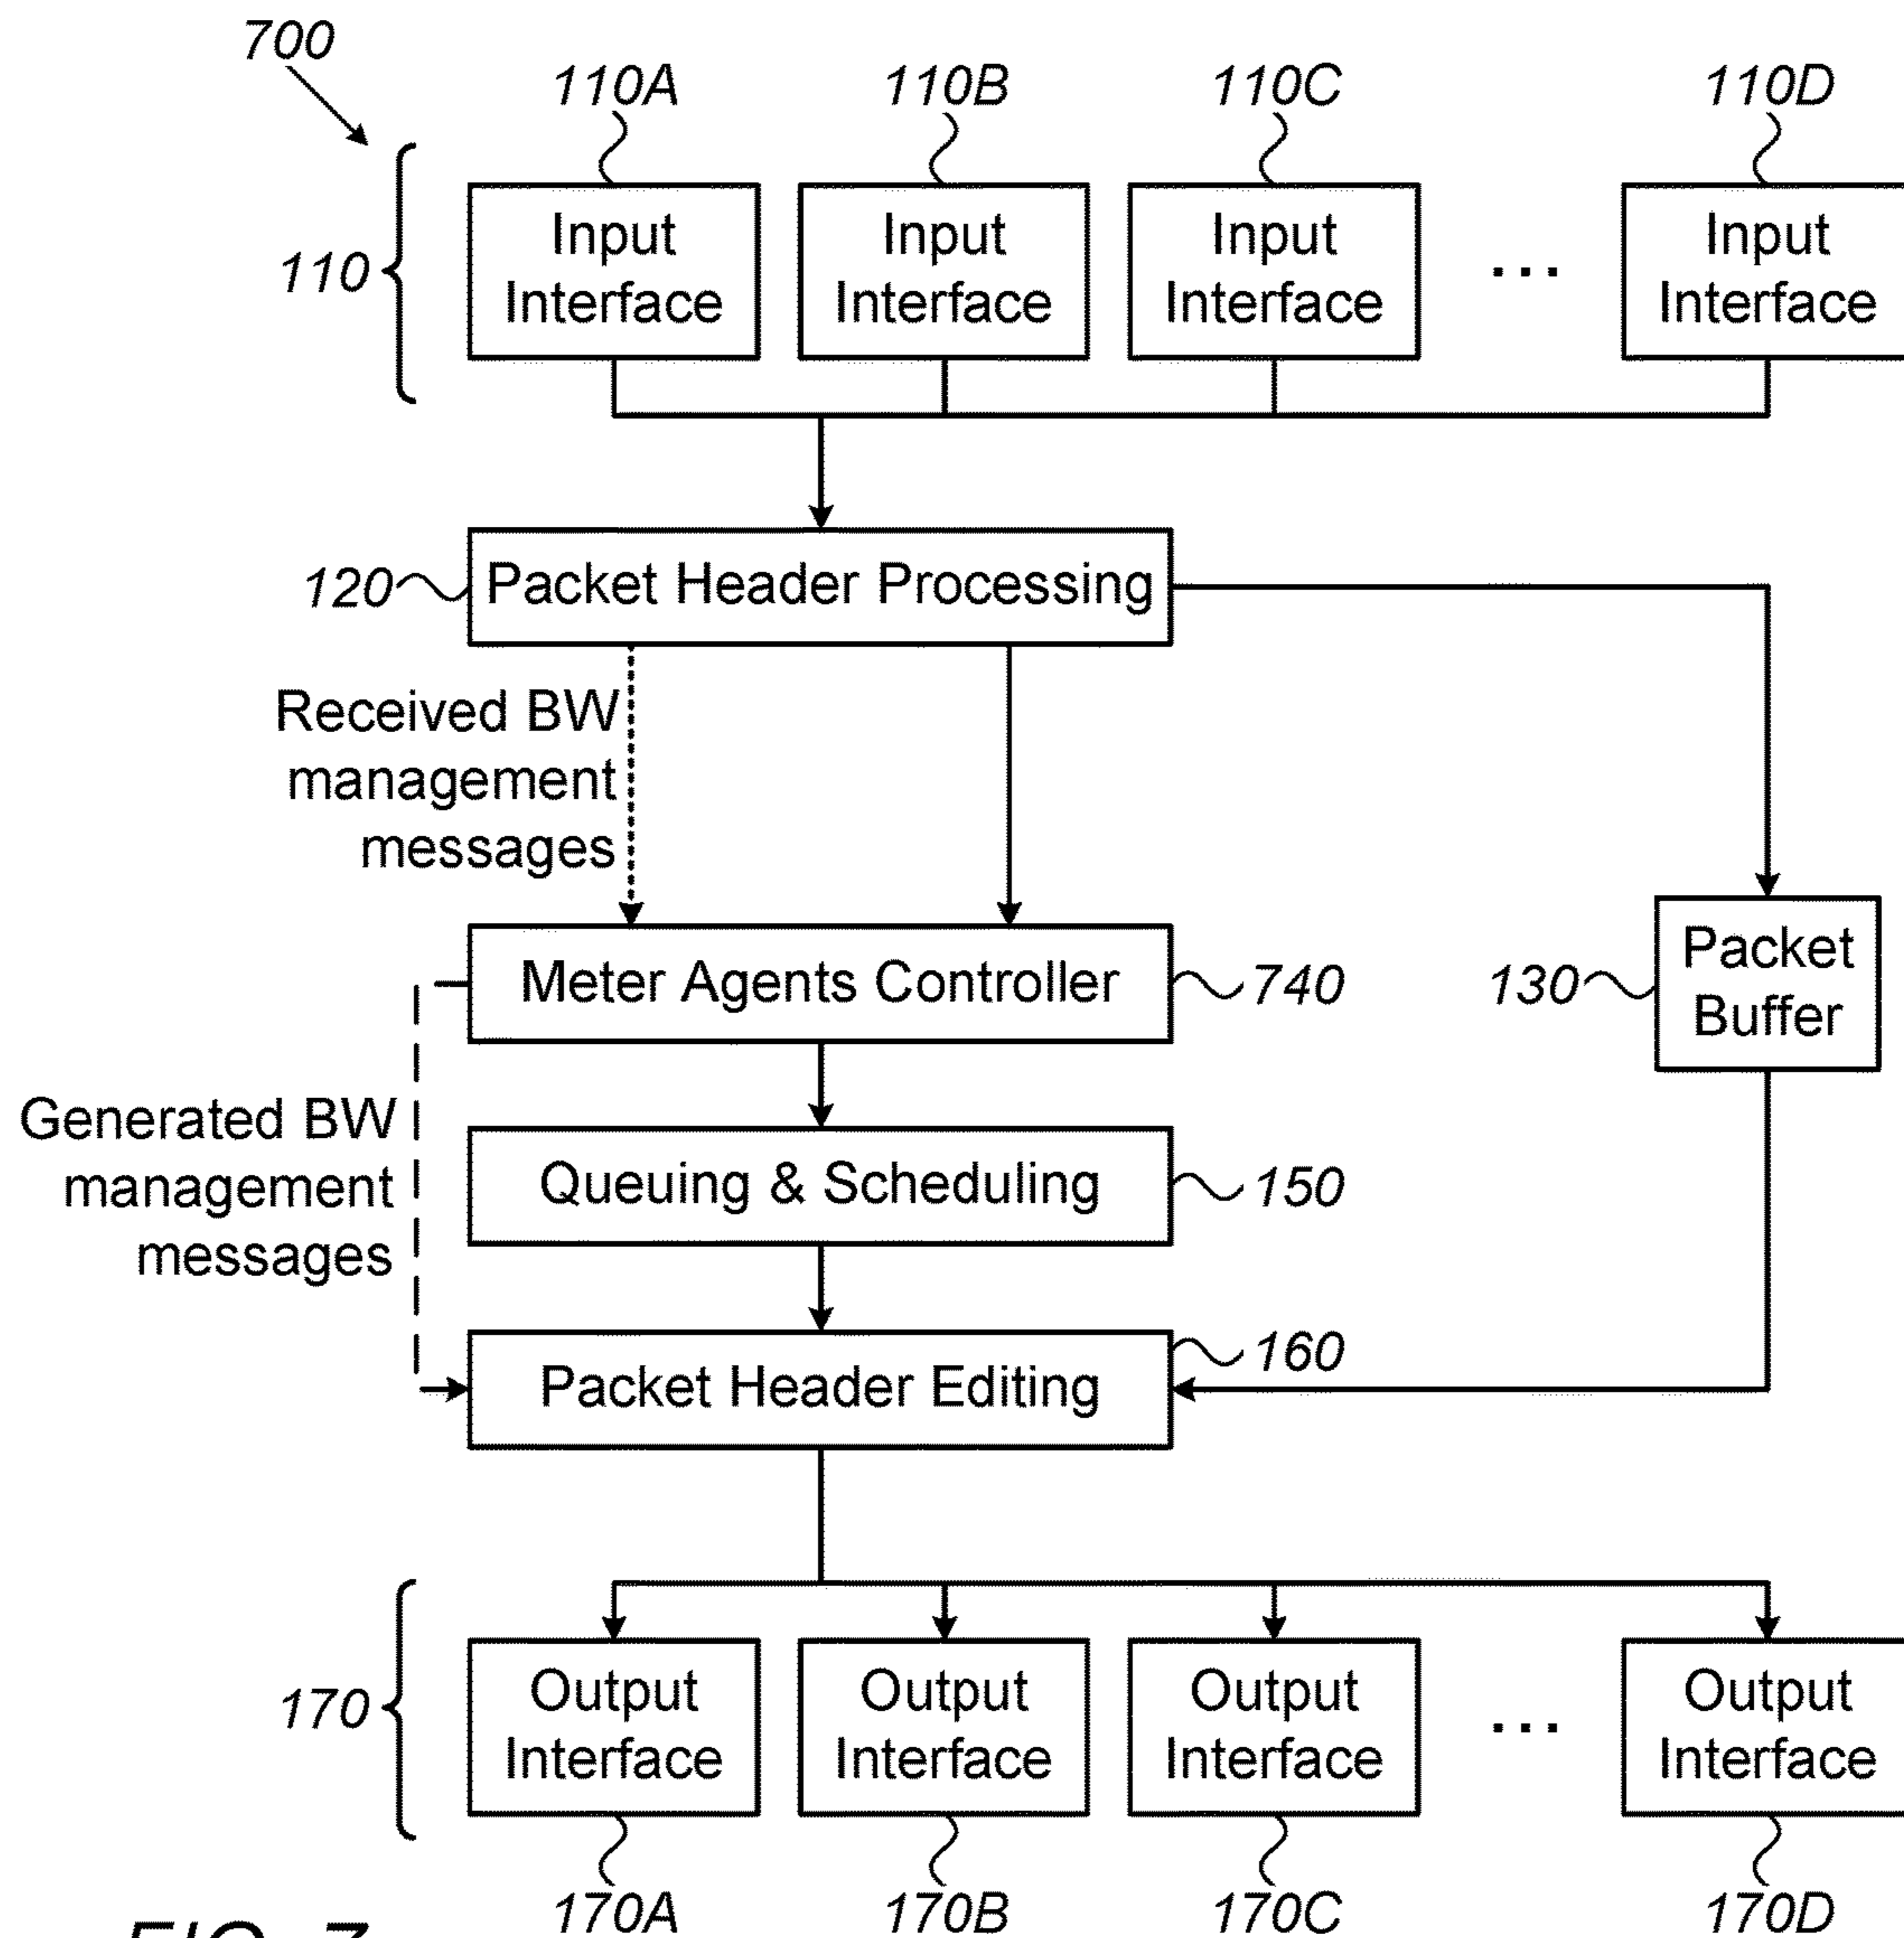 700
110A
110B
110C
110D
110
Input
Interface
Input
Interface
Input
Interface
...
Input
Interface
120
Packet Header Processing
Received BW
management
messages
Meter Agents Controller
740
130
Packet
Buffer
Generated BW
management
messages
Queuing & Scheduling
150
Packet Header Editing
160
170
Output
Interface
Output
Interface
Output
Interface
...
Output
Interface
170A
170B
170C
170D
FIG. 7